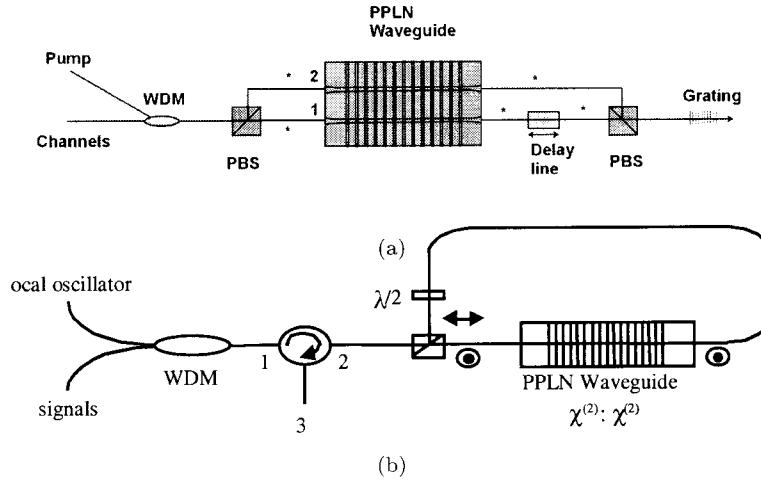 PPLN
Waveguide
Pump
WDM
2
1
Channels
PBS
Delay
line
PBS
Grating
(a)
ocal oscillator
λ/2
1
2
WDM
signals
3
PPLN Waveguide
χ⁽²⁾: χ⁽²⁾
(b)